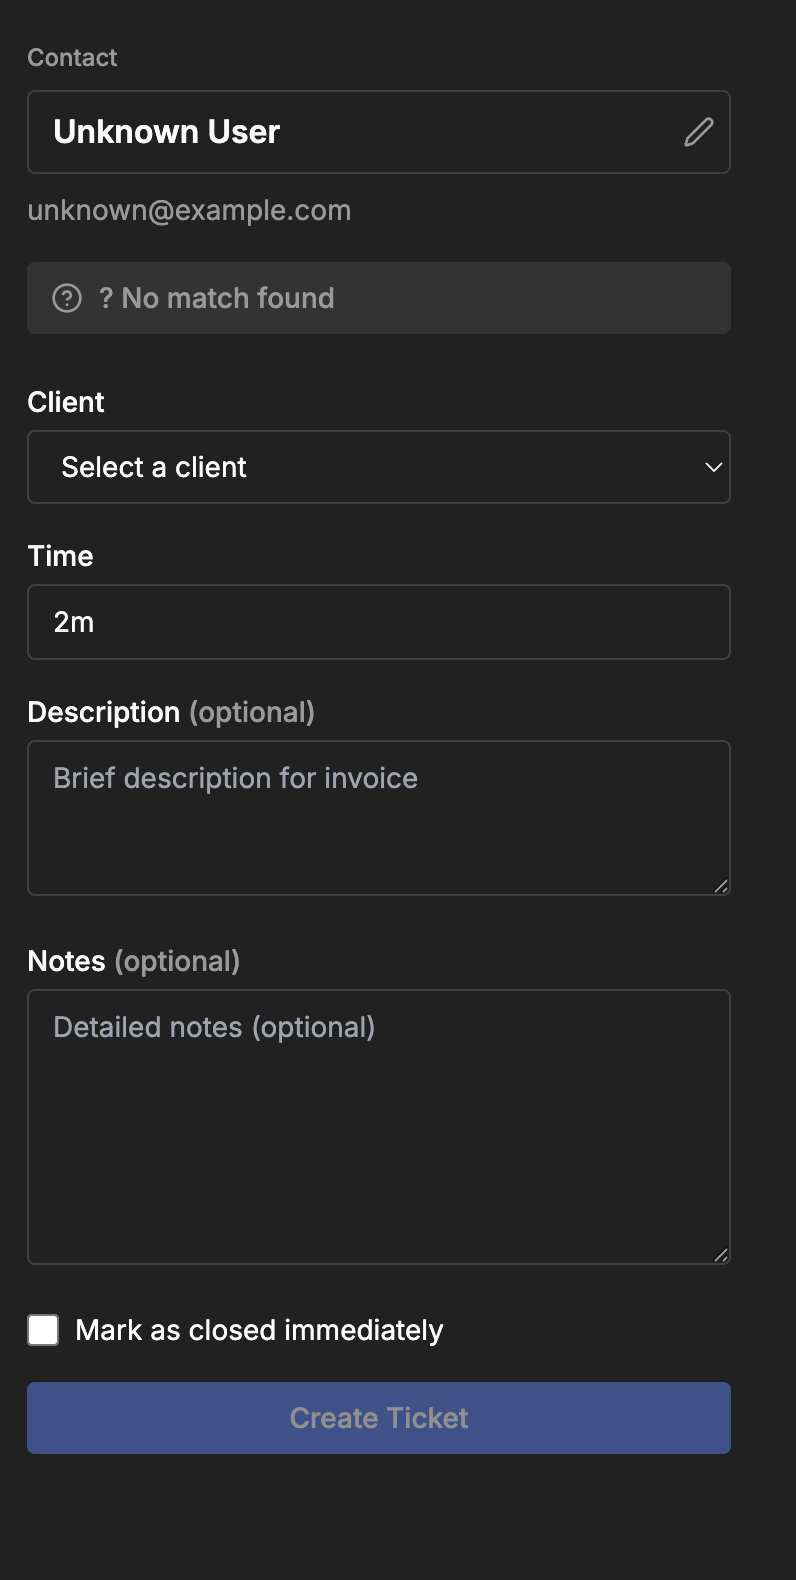 Contact
Unknown User
unknown@example.com
? No match found
Client
Select a client
Time
2m
Description (optional)
Brief description for invoice
Notes (optional)
Detailed notes (optional)
Mark as closed immediately
Create Ticket